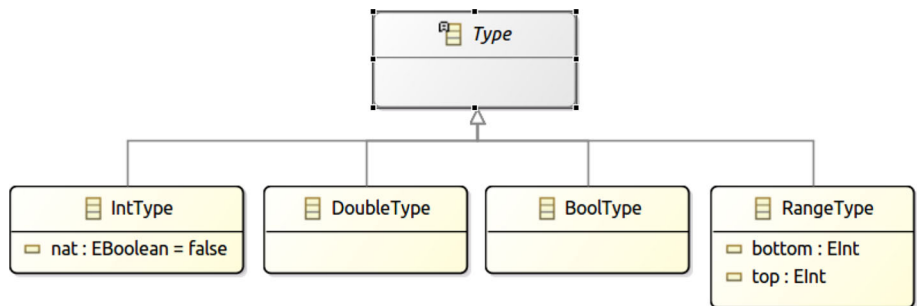 Type
IntType
nat : EBoolean = false
DoubleType
BoolType
RangeType
bottom : EInt
top : EInt